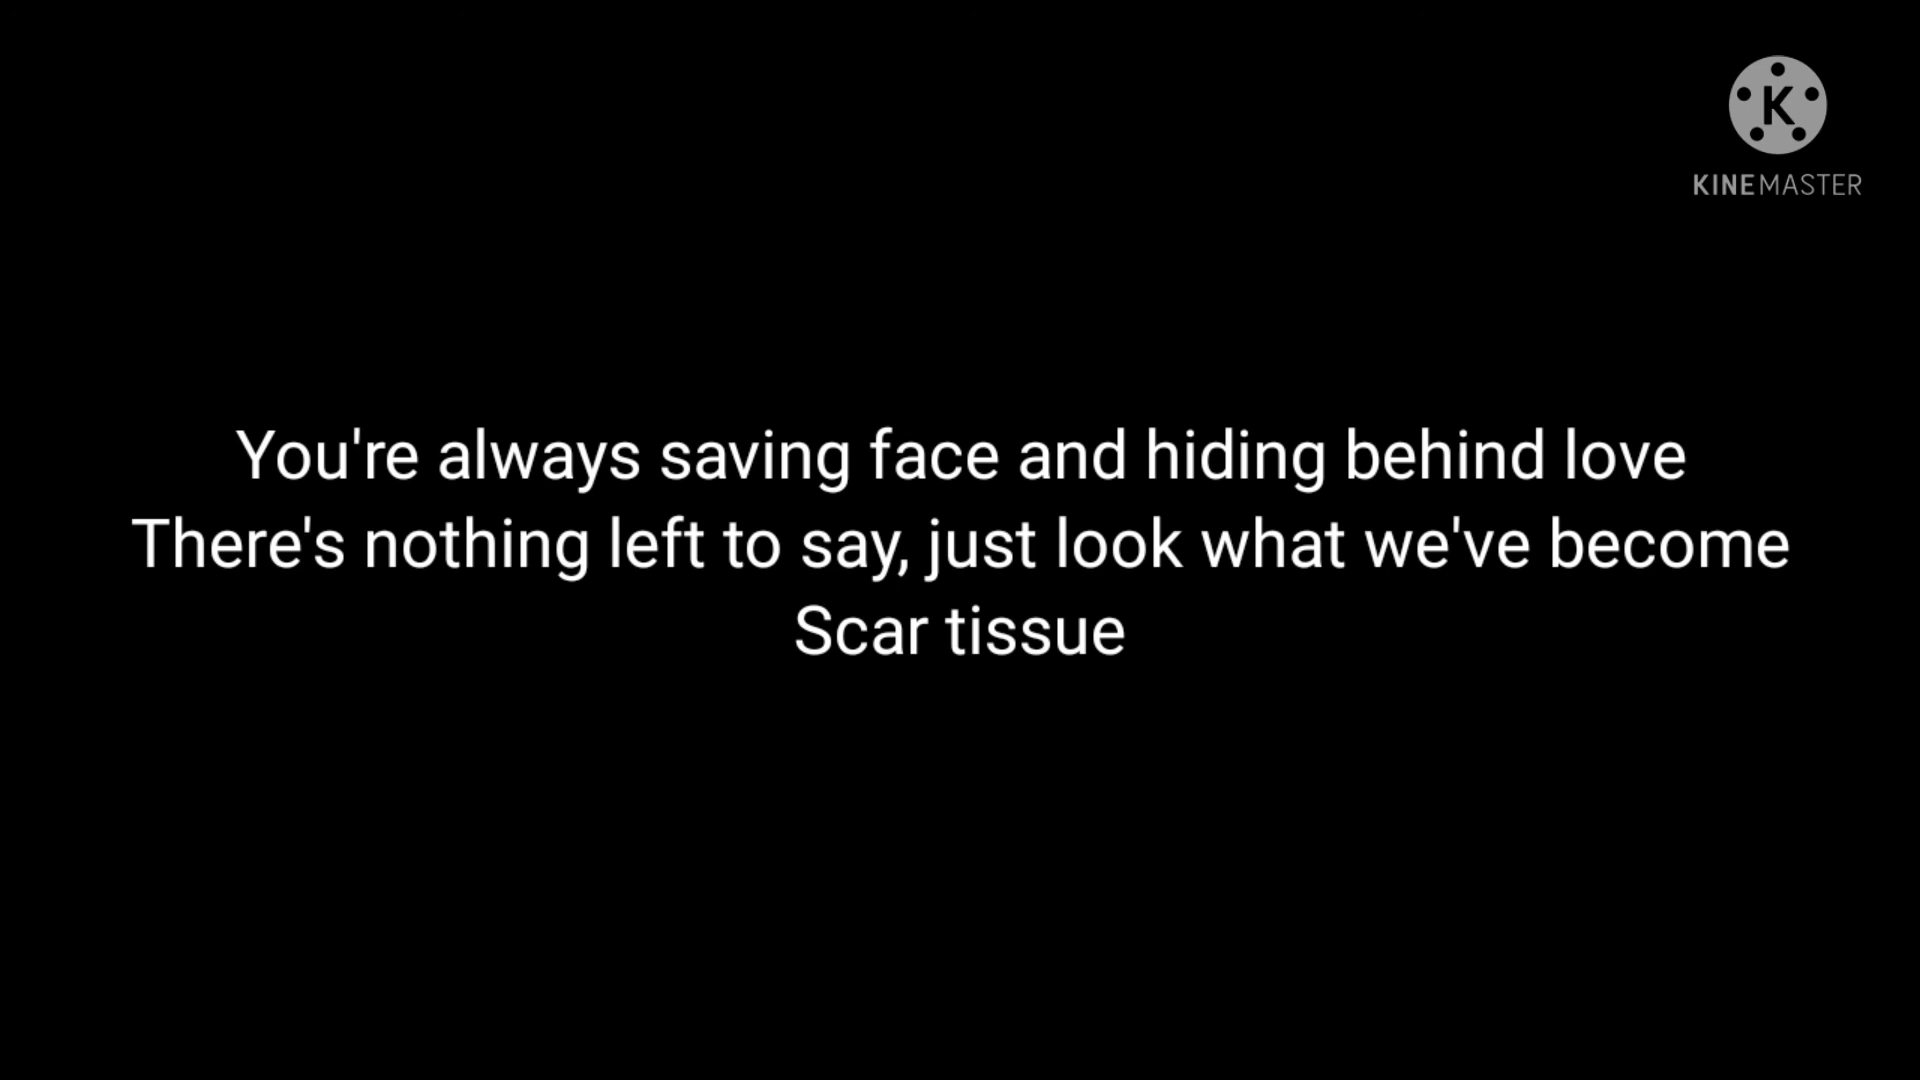 K
KINEMASTER
You're always saving face and hiding behind love
There's nothing left to say, just look what we've become
Scar tissue